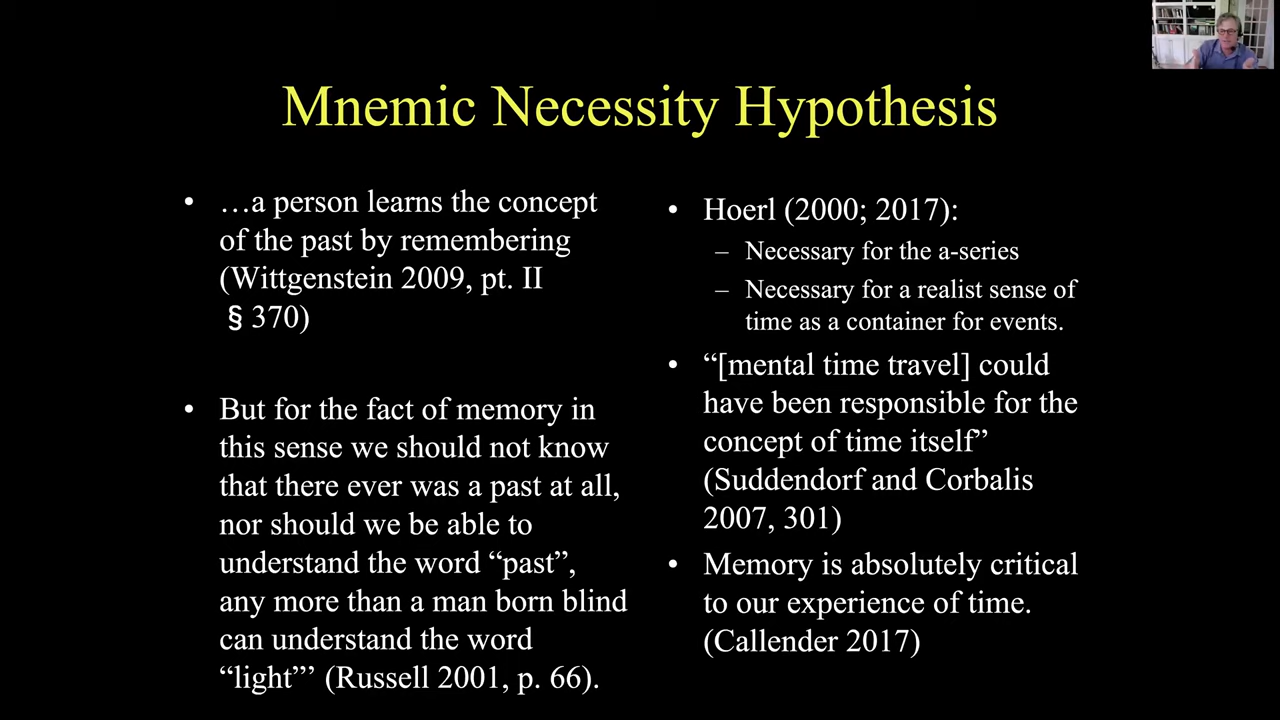 Mnemic Necessity Hypothesis
• …a person learns the concept
of the past by remembering
(Wittgenstein 2009, pt. II
§ 370)
• But for the fact of memory in
this sense we should not know
that there ever was a past at all,
nor should we be able to
understand the word “past”,
any more than a man born blind
can understand the word
“light”’ (Russell 2001, p. 66).
• Hoerl (2000; 2017):
– Necessary for the a-series
– Necessary for a realist sense of
time as a container for events.
• “[mental time travel] could
have been responsible for the
concept of time itself”
(Suddendorf and Corbalis
2007, 301)
• Memory is absolutely critical
to our experience of time.
(Callender 2017)